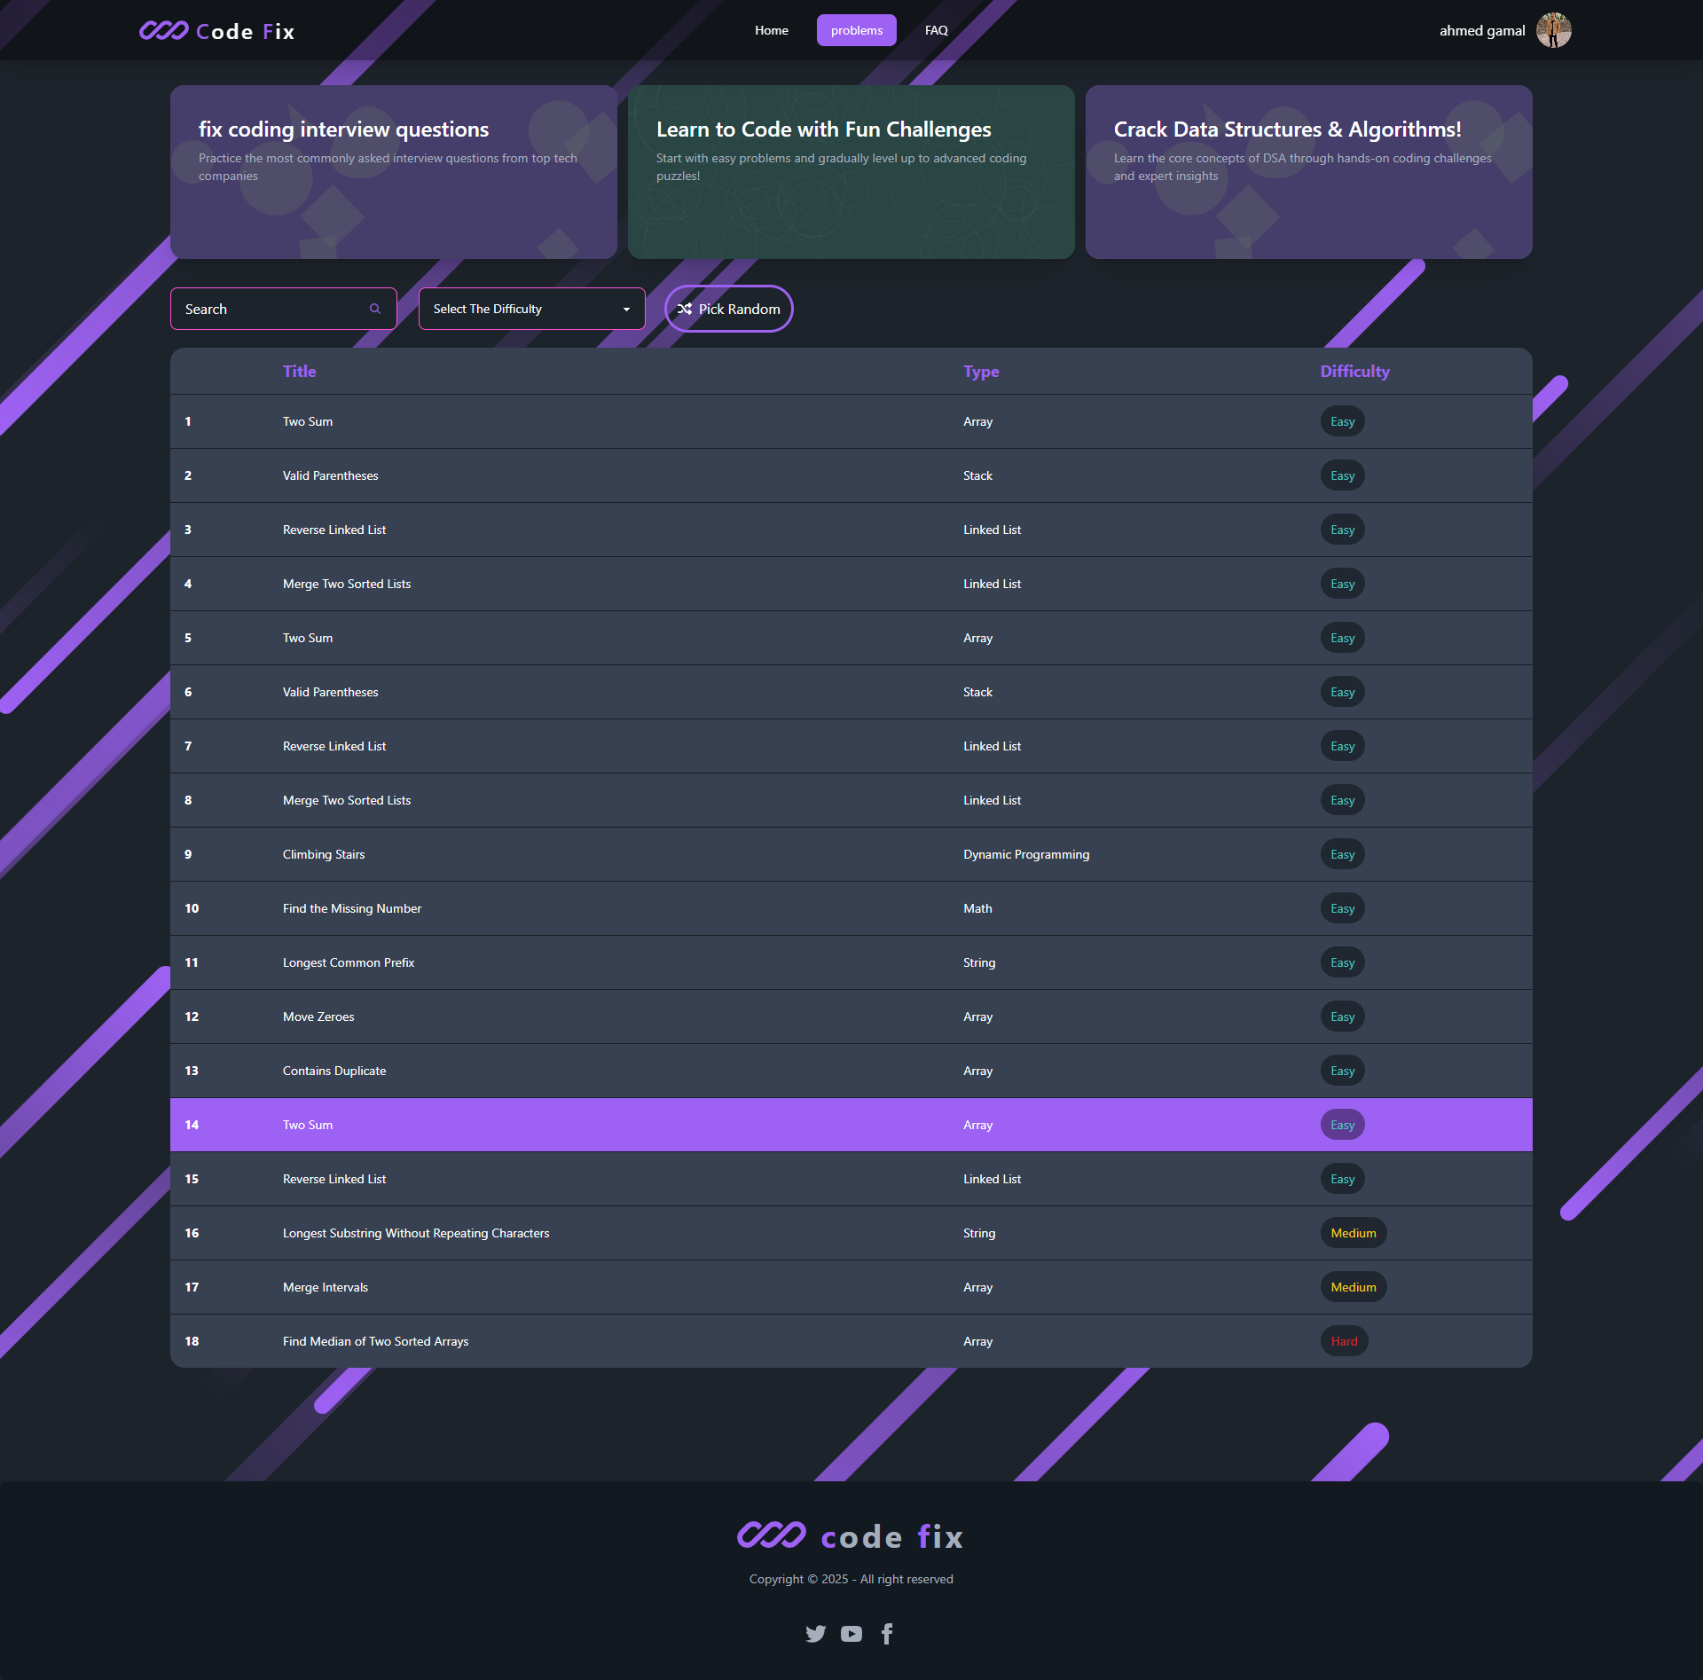 Code Fix
Home problems FAQ
ahmed gamal
fix coding interview questions
Practice the most commonly asked interview questions from top tech
companies
Learn to Code with Fun Challenges
Start with easy problems and gradually level up to advanced coding
puzzles!
Crack Data Structures & Algorithms!
Learn the core concepts of DSA through hands-on coding challenges
and expert insights
Search
Select The Difficulty
Pick Random
Title Type Difficulty
1 Two Sum Array Easy
2 Valid Parentheses Stack Easy
3 Reverse Linked List Linked List Easy
4 Merge Two Sorted Lists Linked List Easy
5 Two Sum Array Easy
6 Valid Parentheses Stack Easy
7 Reverse Linked List Linked List Easy
8 Merge Two Sorted Lists Linked List Easy
9 Climbing Stairs Dynamic Programming Easy
10 Find the Missing Number Math Easy
11 Longest Common Prefix String Easy
12 Move Zeroes Array Easy
13 Contains Duplicate Array Easy
14 Two Sum Array Easy
15 Reverse Linked List Linked List Easy
16 Longest Substring Without Repeating Characters String Medium
17 Merge Intervals Array Medium
18 Find Median of Two Sorted Arrays Array Hard
code fix
Copyright © 2025 - All right reserved